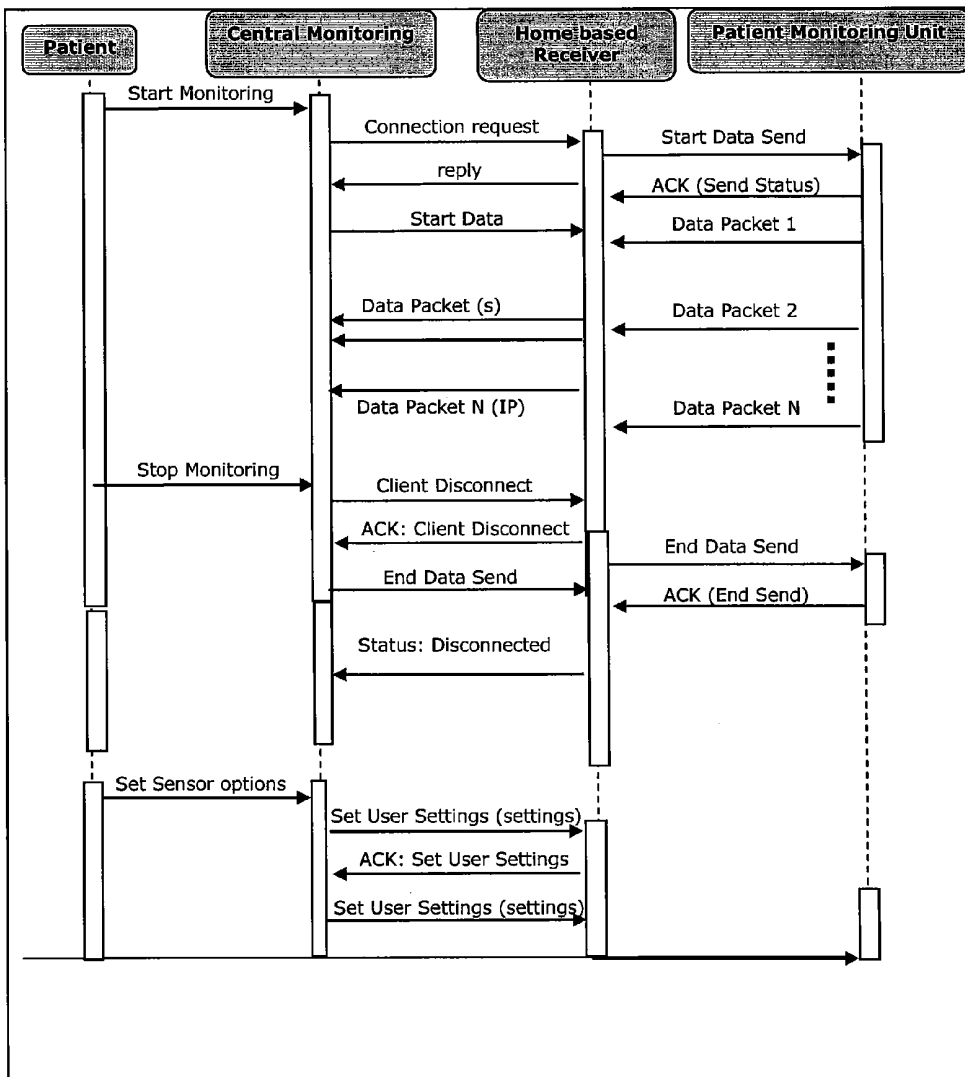 Patient
Central Monitoring
Home based
Receiver
Patient Monitoring Unit
Start Monitoring
Connection request
Start Data Send
reply
ACK (Send Status)
Start Data
Data Packet 1
Data Packet (s)
Data Packet 2
Data Packet N (IP)
Data Packet N
Stop Monitoring
Client Disconnect
ACK: Client Disconnect
End Data Send
End Data Send
ACK (End Send)
Status: Disconnected
Set Sensor options
Set User Settings (settings)
ACK: Set User Settings
Set User Settings (settings)